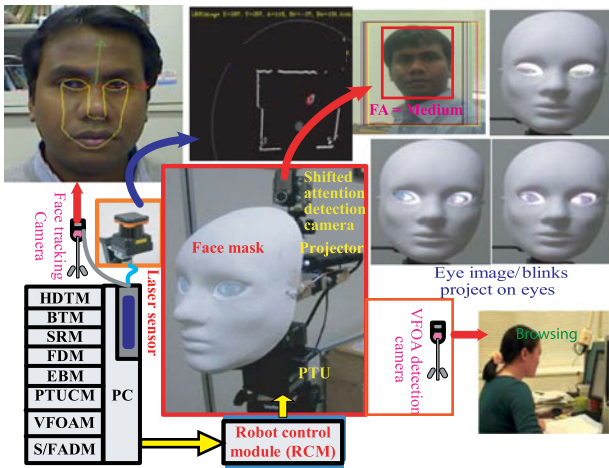 FA = Medium
Shifted
attention
detection
camera
Projector
Face mask
PTU
Face tracking
Camera
Laser sensor
Eye image/blinks
project on eyes
VFOA detection
camera
Browsing
HDTM
BTM
SRM
FDM
EBM
PTUCM
VFOAM
S/FADM
PC
Robot control
module (RCM)